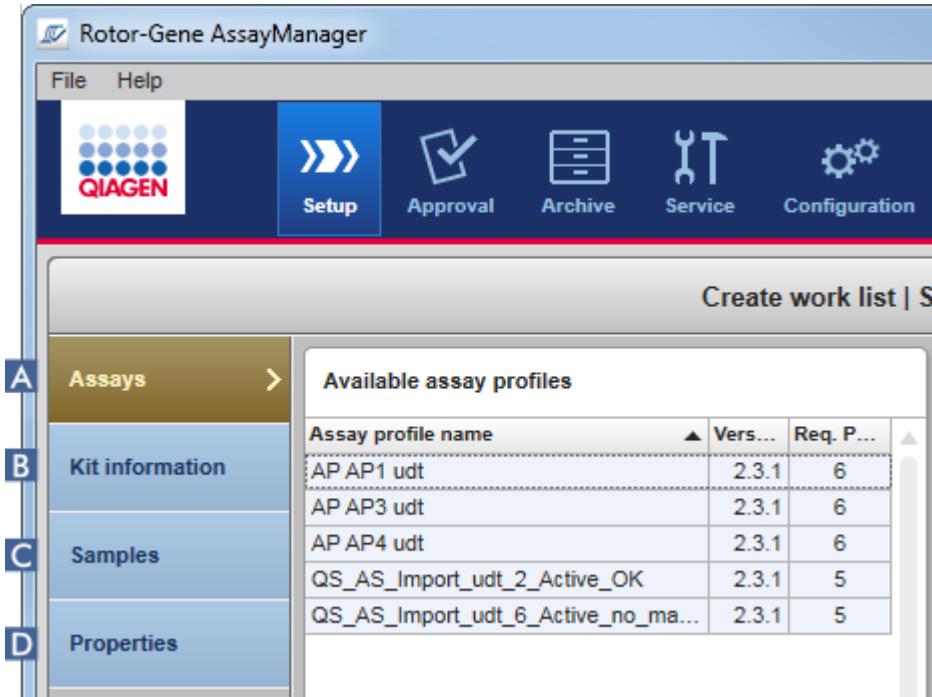 Rotor-Gene AssayManager
File Help
QIAGEN
Setup Approval Archive Service Configuration
Create work list | S
A Assays
Available assay profiles
Assay profile name Vers... Req. P...
B Kit information
AP AP1 udt 2.3.1 6
AP AP3 udt 2.3.1 6
C Samples
AP AP4 udt 2.3.1 6
QS_AS_Import_udt_2_Active_OK 2.3.1 5
QS_AS_Import_udt_6_Active_no_ma... 2.3.1 5
D Properties